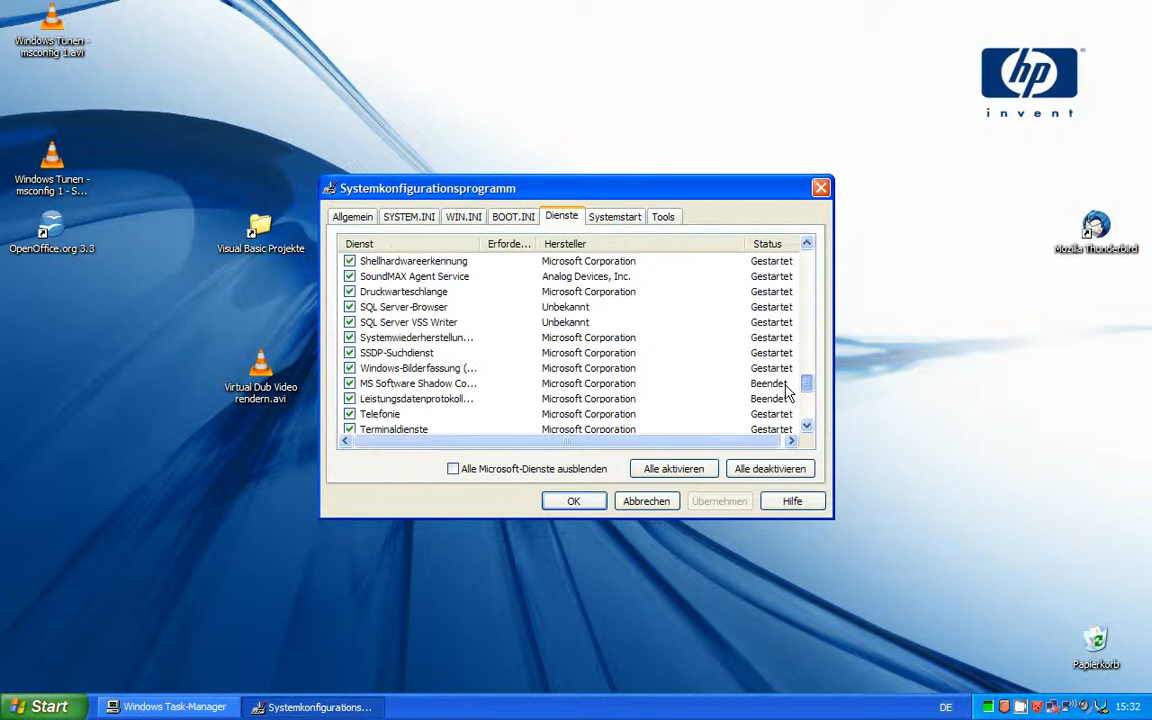 Windows Tunen -
msconfig 1.avi
Windows Tunen -
msconfig 1 - S...
OpenOffice.org 3.3
Visual Basic Projekte
Virtual Dub Video
rendern.avi
hp
invent
Mozilla Thunderbird
Papierkorb
Systemkonfigurationsprogramm
Allgemein SYSTEM.INI WIN.INI BOOT.INI Dienste Systemstart Tools
Dienst Erforde... Hersteller Status
Shellhardwareerkennung Microsoft Corporation Gestartet
SoundMAX Agent Service Analog Devices, Inc. Gestartet
Druckwarteschlange Microsoft Corporation Gestartet
SQL Server-Browser Unbekannt Gestartet
SQL Server VSS Writer Unbekannt Gestartet
Systemwiederherstellun... Microsoft Corporation Gestartet
SSDP-Suchdienst Microsoft Corporation Gestartet
Windows-Bilderfassung (... Microsoft Corporation Gestartet
MS Software Shadow Co... Microsoft Corporation Beendet
Leistungsdatenprotokoll... Microsoft Corporation Beendet
Telefonie Microsoft Corporation Gestartet
Terminaldienste Microsoft Corporation Gestartet
Alle Microsoft-Dienste ausblenden Alle aktivieren Alle deaktivieren
OK Abbrechen Übernehmen Hilfe
Start Windows Task-Manager Systemkonfigurations... DE 15:32